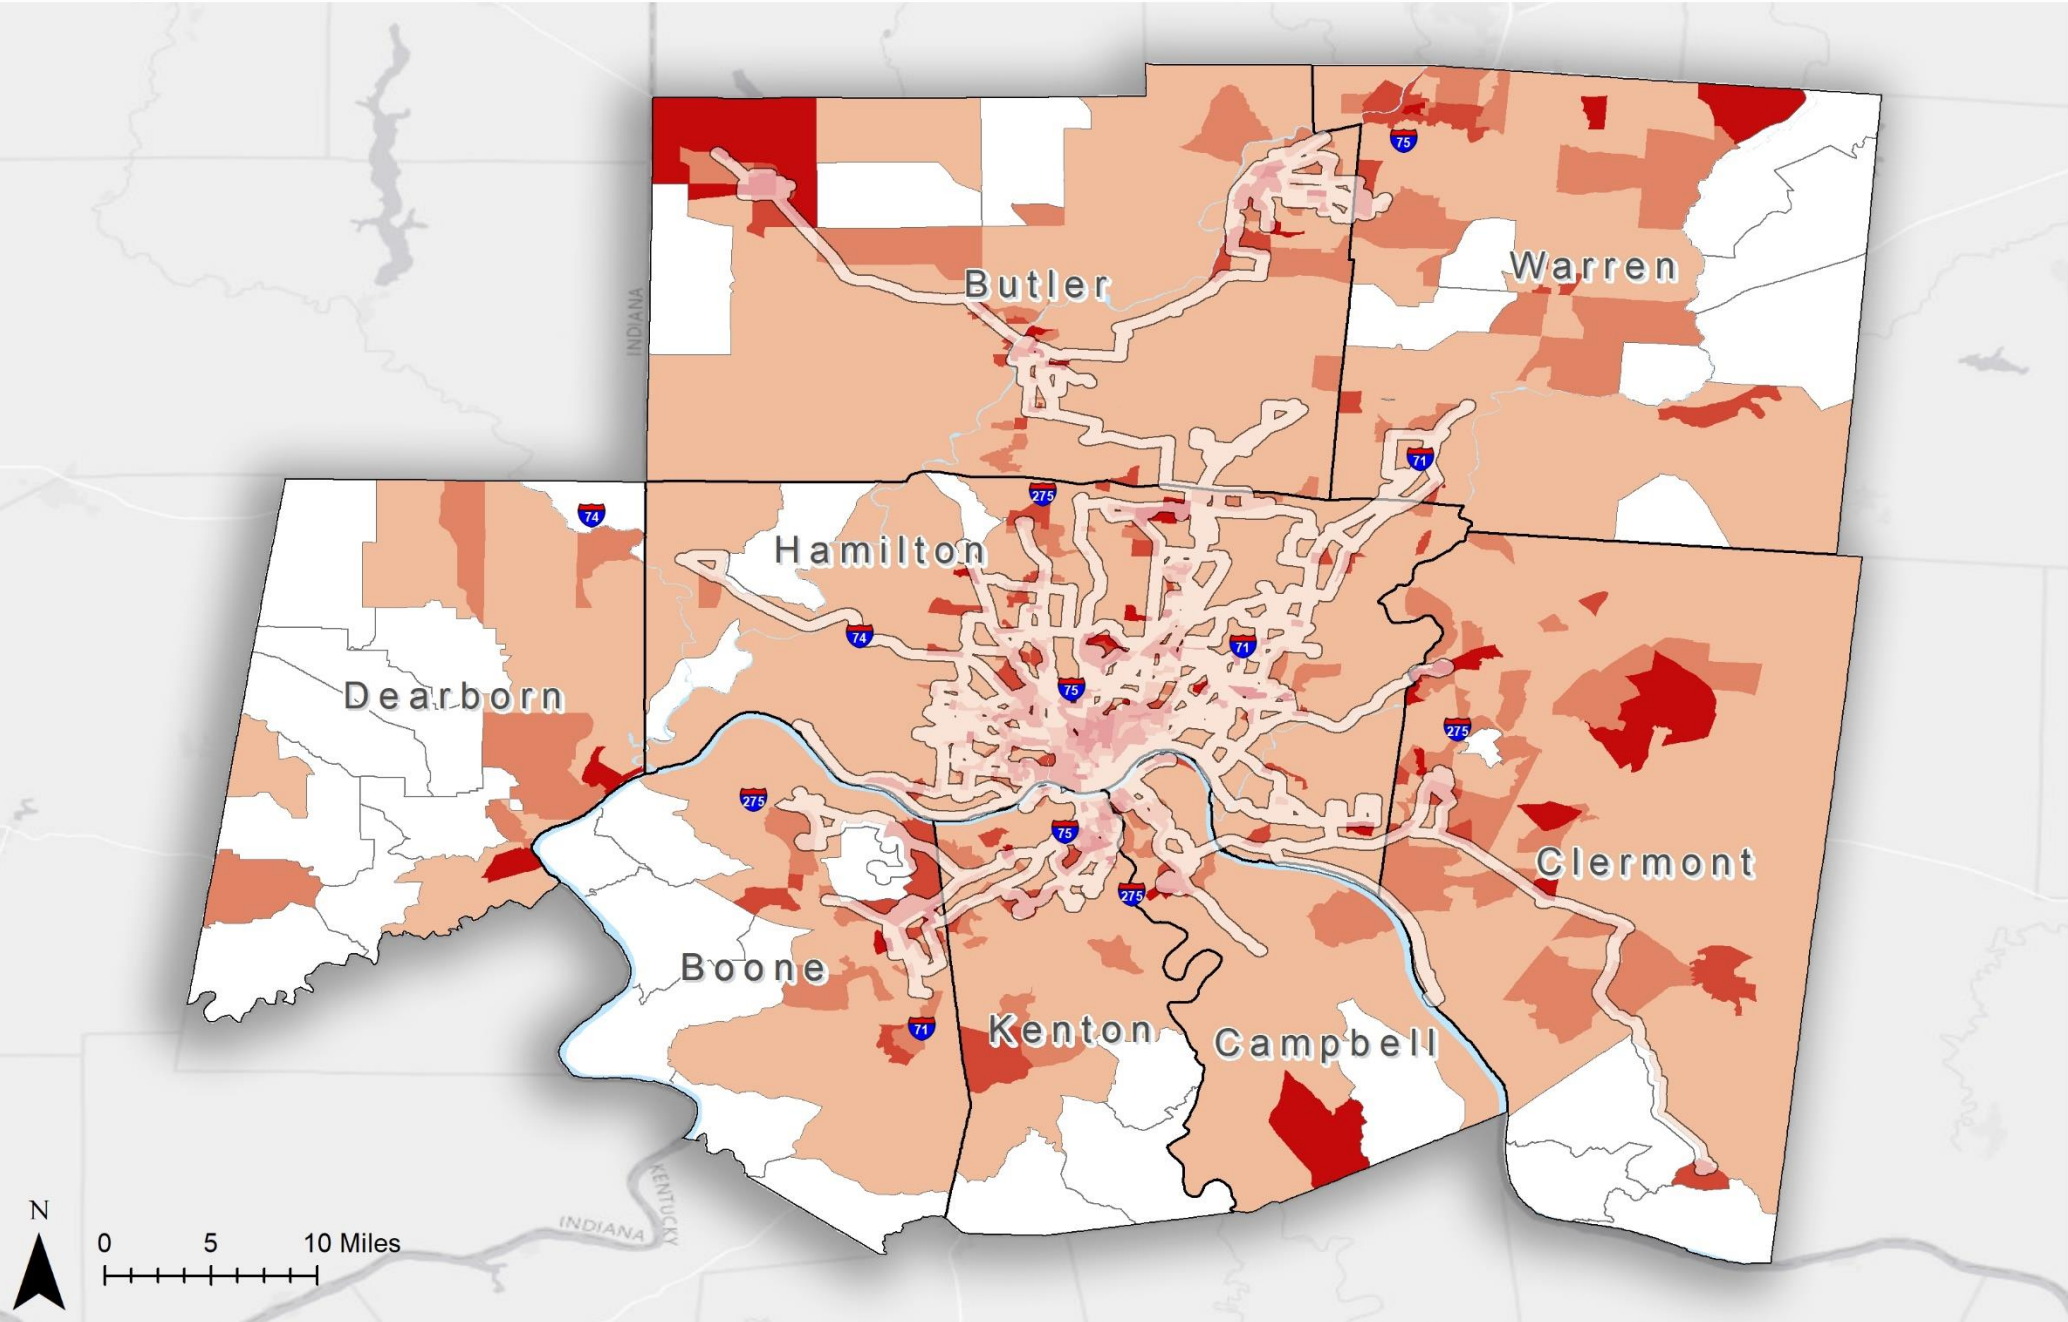 75
Warren
Butler
INDIANA
71
275
74
Hamilton
74
71
75
Dearborn
275
275
75
Clermont
275
Boone
71
Kenton
Campbell
KENTUCKY
INDIANA
N
0 5 10 Miles